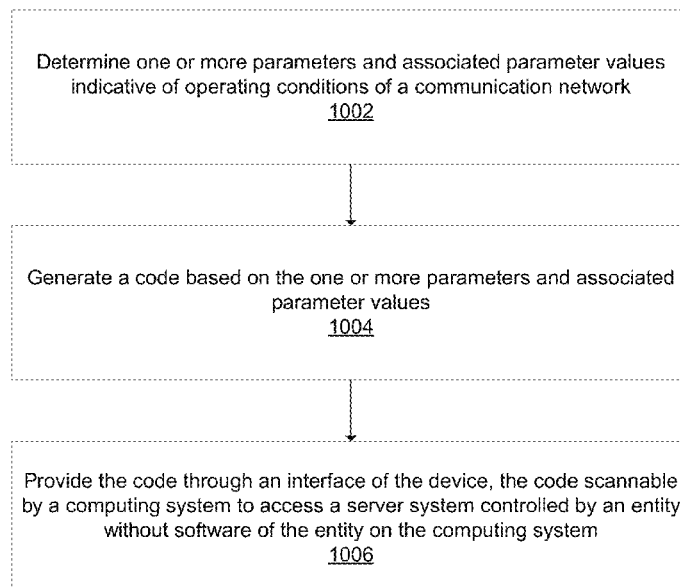 Determine one or more parameters and associated parameter values
indicative of operating conditions of a communication network
1002
Generate a code based on the one or more parameters and associated
parameter values
1004
Provide the code through an interface of the device, the code scannable
by a computing system to access a server system controlled by an entity
without software of the entity on the computing system
1006